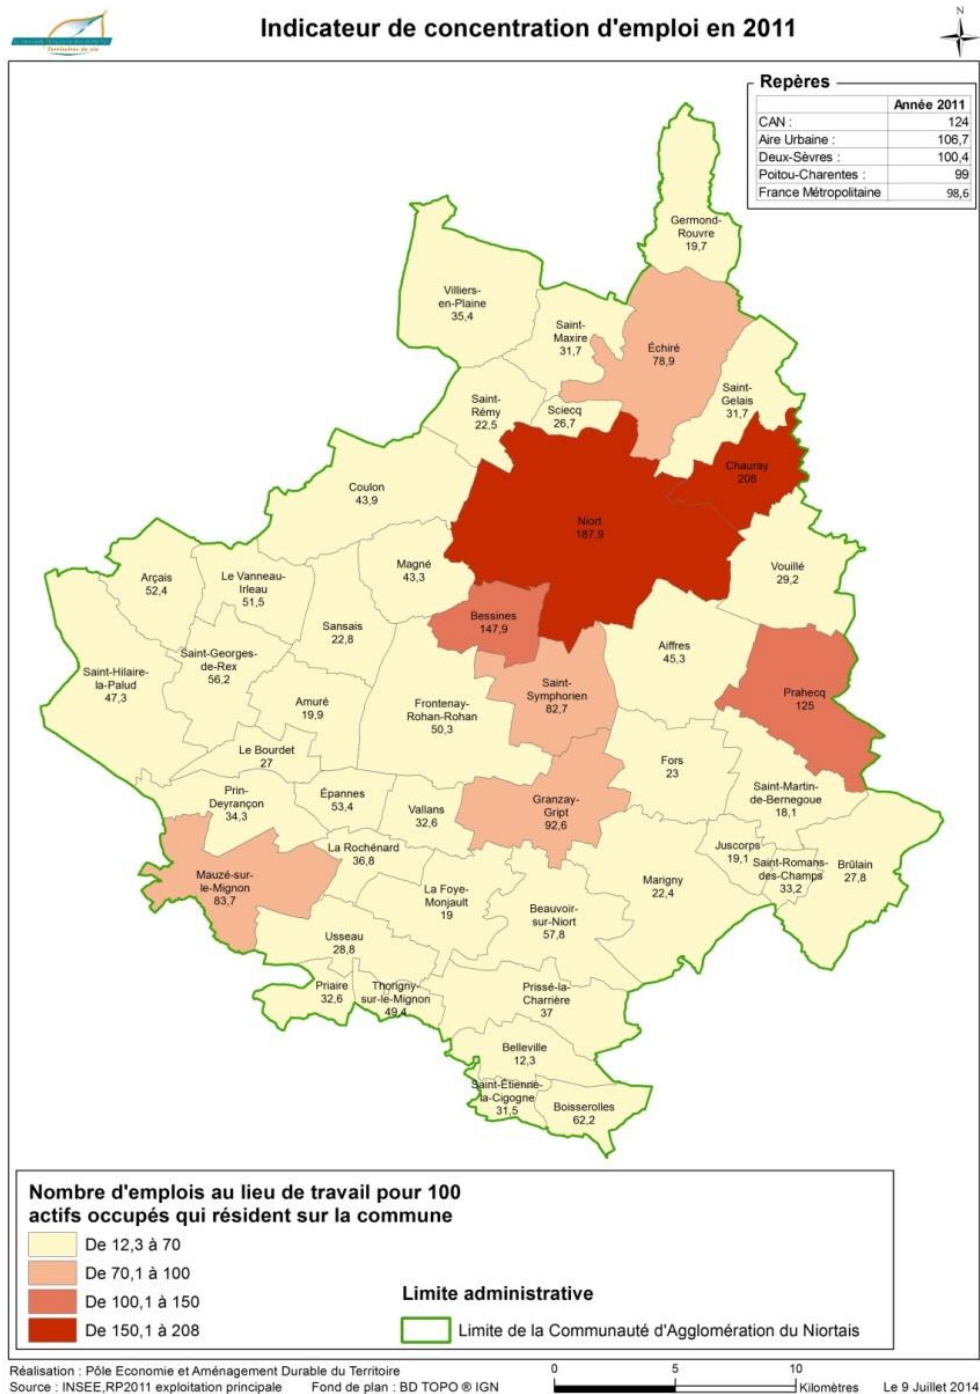 Indicateur de concentration d'emploi en 2011
N
Territoires de vie
Repères
Année 2011
CAN : 124
Aire Urbaine : 106,7
Deux-Sèvres : 100,4
Poitou-Charentes : 99
France Métropolitaine 98,6
Germond-
Rouvre
19,7
Villiers-
en-Plaine
35,4
Saint-
Maxire
31,7
Échiré
78,9
Saint-
Gelais
31,7
Saint-
Rémy
22,5
Sciecq
26,7
Chauray
208
Coulon
43,9
Niort
187,9
Magné
43,3
Vouillé
29,2
Arçais
52,4
Le Vanneau-
Irleau
51,5
Sansais
22,8
Bessines
147,9
Aiffres
45,3
Saint-Georges-
de-Rex
56,2
Saint-Hilaire-
la-Palud
47,3
Amuré
19,9
Frontenay-
Rohan-Rohan
50,3
Saint-
Symphorien
82,7
Prahecq
125
Le Bourdet
27
Fors
23
Prin-
Deyrançon
34,3
Épannes
53,4
Vallans
32,6
Granzay-
Gript
92,6
Saint-Martin-
de-Bernegoue
18,1
La Rochénard
36,8
Juscorps
19,1
Saint-Romans-
des-Champs
33,2
Brûlain
27,8
Mauzé-sur-
le-Mignon
83,7
La Foye-
Monjault
19
Marigny
22,4
Beauvoir-
sur-Niort
57,8
Usseau
28,8
Priaire
32,6
Thorigny-
sur-le-Mignon
49,4
Prissé-la-
Charrière
37
Belleville
12,3
Saint-Étienne-
la-Cigogne
31,5
Boisserolles
62,2
Nombre d'emplois au lieu de travail pour 100
actifs occupés qui résident sur la commune
De 12,3 à 70
De 70,1 à 100
De 100,1 à 150
De 150,1 à 208
Limite administrative
Limite de la Communauté d'Agglomération du Niortais
Réalisation : Pôle Economie et Aménagement Durable du Territoire
Source : INSEE,RP2011 exploitation principale Fond de plan : BD TOPO ® IGN
0 5 10
Kilomètres
Le 9 Juillet 2014